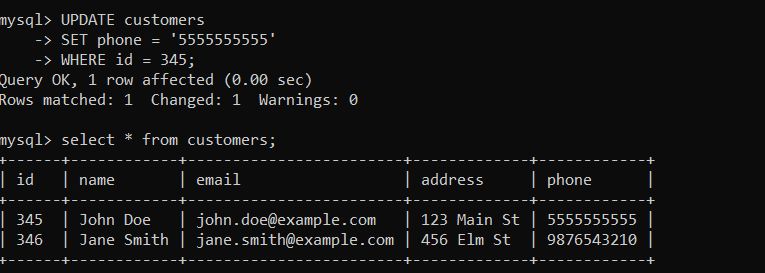 mysql> UPDATE customers
    -> SET phone = '5555555555'
    -> WHERE id = 345;
Query OK, 1 row affected (0.00 sec)
Rows matched: 1  Changed: 1  Warnings: 0

mysql> select * from customers;
+------+------------+------------------------+-------------+------------+
| id   | name       | email                  | address     | phone      |
+------+------------+------------------------+-------------+------------+
| 345  | John Doe   | john.doe@example.com   | 123 Main St | 5555555555 |
| 346  | Jane Smith | jane.smith@example.com | 456 Elm St  | 9876543210 |
+------+------------+------------------------+-------------+------------+